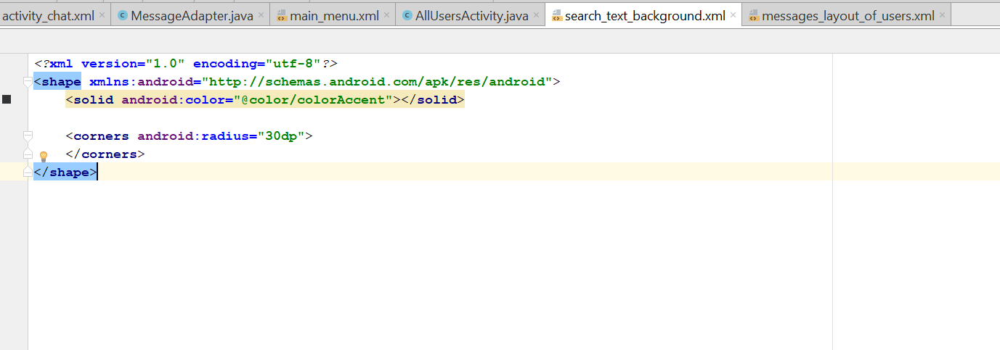 activity_chat.xml MessageAdapter.java main_menu.xml AllUsersActivity.java search_text_background.xml messages_layout_of_users.xml
<?xml version="1.0" encoding="utf-8"?>
<shape xmlns:android="http://schemas.android.com/apk/res/android">
<solid android:color="@color/colorAccent"></solid>
<corners android:radius="30dp">
</corners>
</shape>